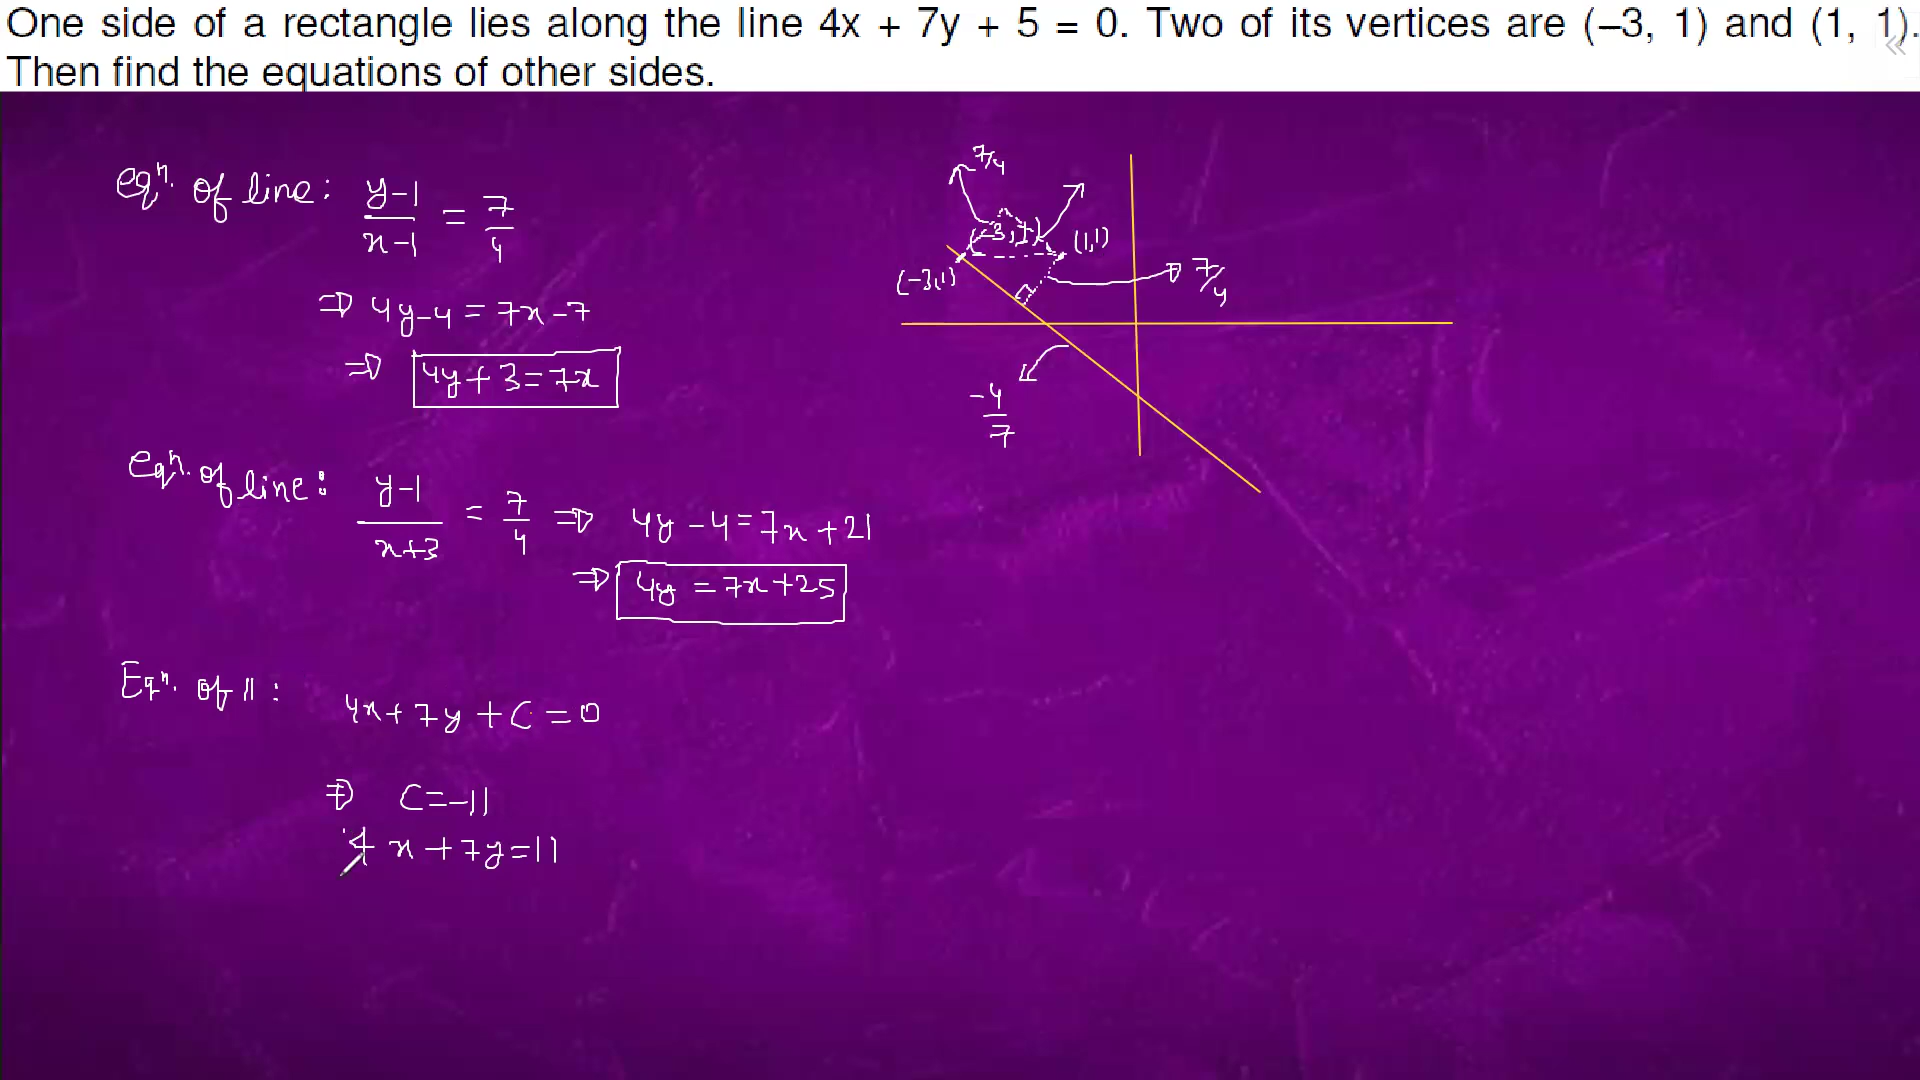 One side of a rectangle lies along the line 4x + 7y + 5 = 0. Two of its vertices are (–3, 1) and (1, 1).
Then find the equations of other sides.
eqⁿ. of line: y-1/x-1 = 7/4
⇒ 4y-4 = 7x-7
⇒ 4y+3=7x
7/4
(-3,1)
(1,1)
(-3,1)
7/4
-4/7
eqⁿ. of line: y-1/x+3 = 7/4 ⇒ 4y-4=7x+21
⇒ 4y = 7x+25
Eqⁿ. of ||:
4x+7y+C=0
⇒ C=-11
4x+7y=11